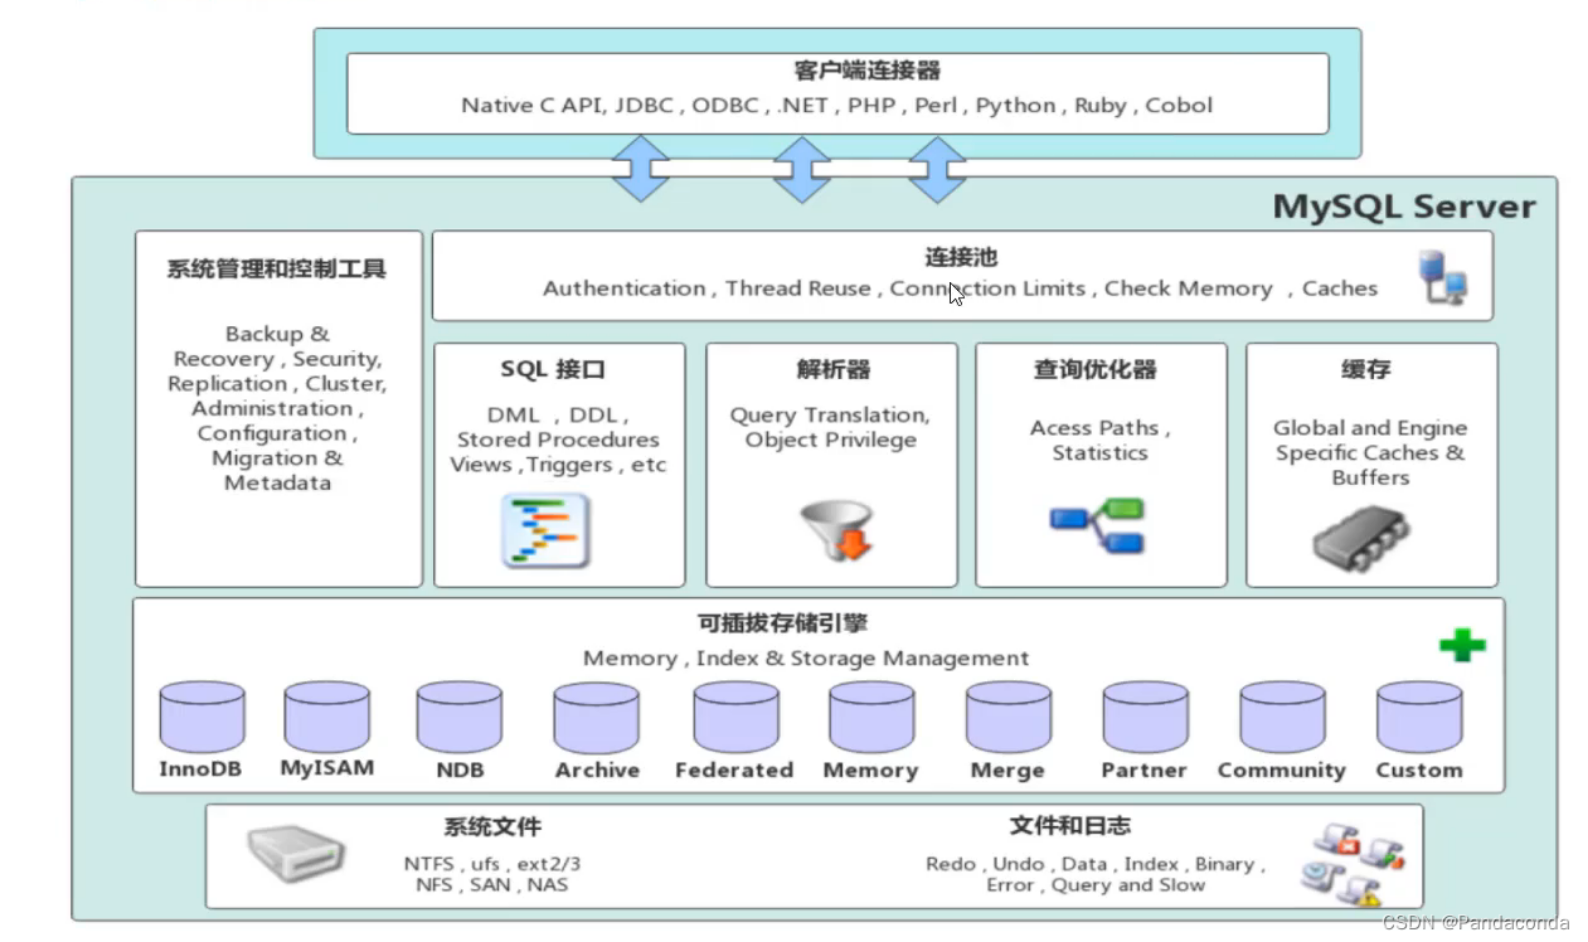 客户端连接器
Native C API, JDBC , ODBC , .NET , PHP , Perl , Python , Ruby , Cobol
MySQL Server
系统管理和控制工具
Backup &
Recovery , Security,
Replication , Cluster,
Administration ,
Configuration ,
Migration &
Metadata
连接池
Authentication , Thread Reuse , Connection Limits , Check Memory , Caches
SQL 接口
DML , DDL ,
Stored Procedures
Views ,Triggers , etc
解析器
Query Translation,
Object Privilege
查询优化器
Acess Paths ,
Statistics
缓存
Global and Engine
Specific Caches &
Buffers
可插拔存储引擎
Memory , Index & Storage Management
InnoDB
MyISAM
NDB
Archive
Federated
Memory
Merge
Partner
Community
Custom
系统文件
NTFS , ufs , ext2/3
NFS , SAN , NAS
文件和日志
Redo , Undo , Data , Index , Binary ,
Error , Query and Slow
CSDN @Pandaconda